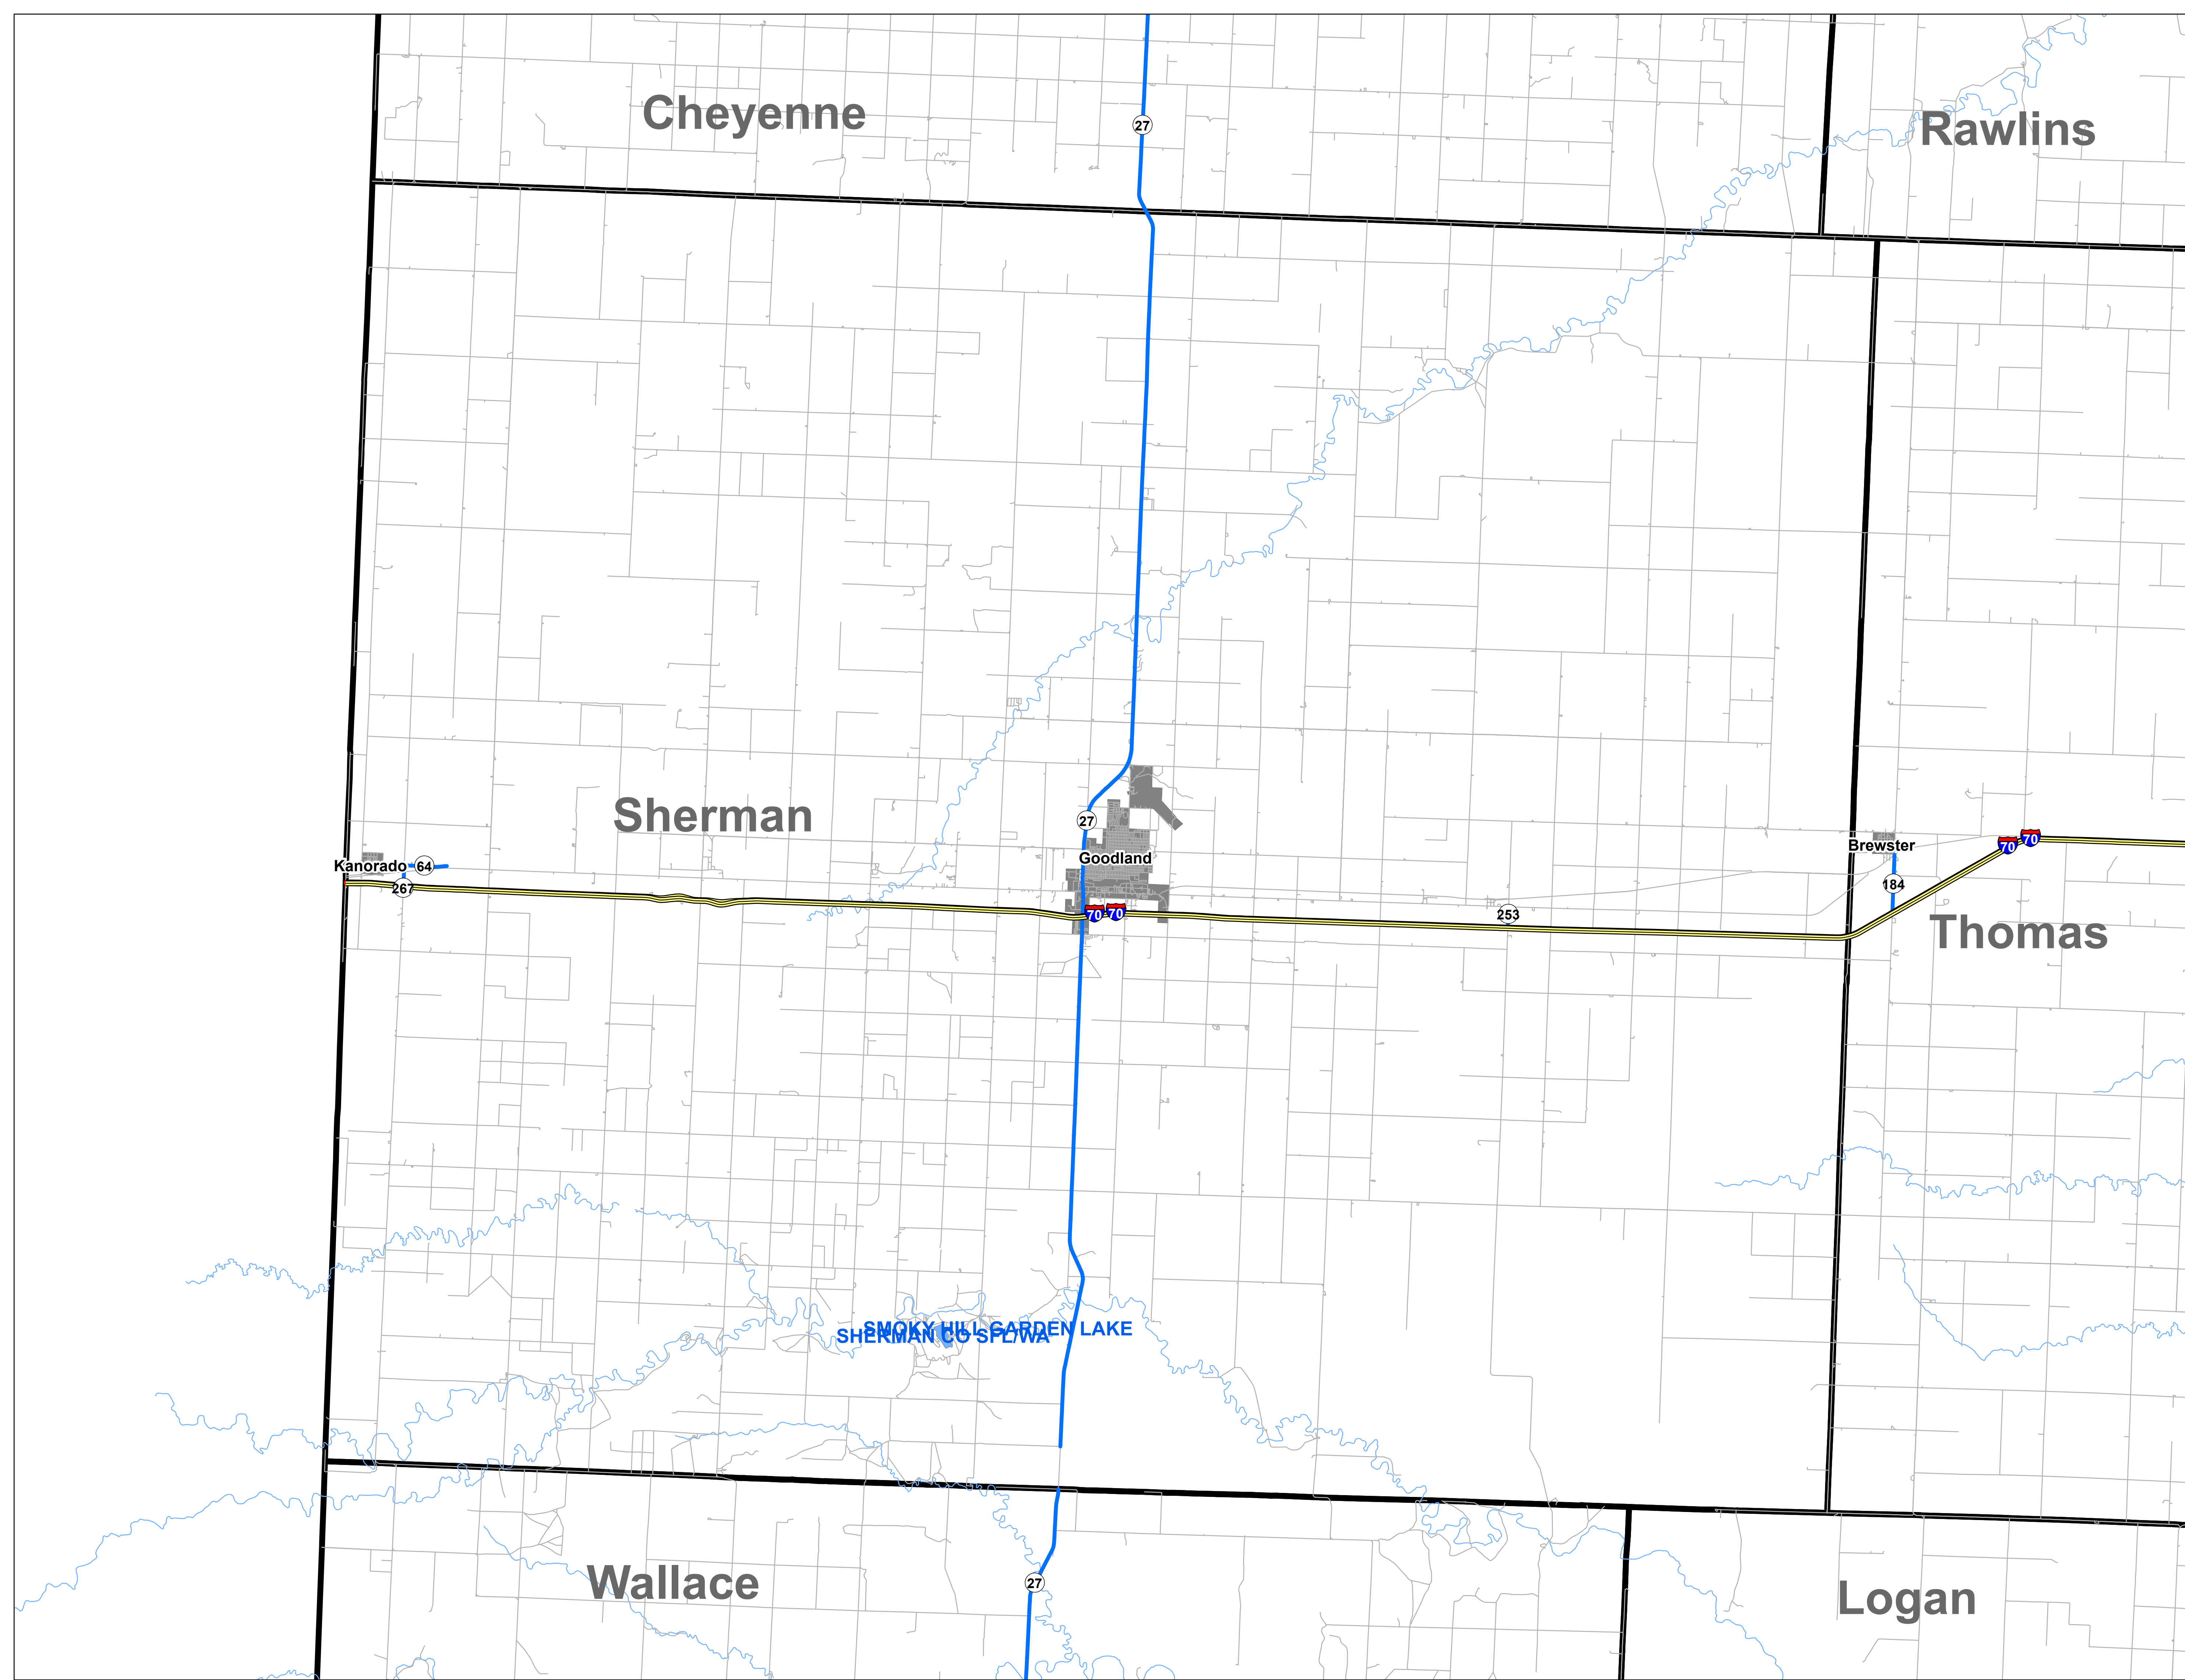 Cheyenne
27
Rawlins
Sherman
27
Goodland
Kanorado
64
267
70
70
253
Brewster
184
70
70
Thomas
SMOKY HILL GARDEN LAKE
SHERMAN CO SFL/WA
Wallace
27
Logan